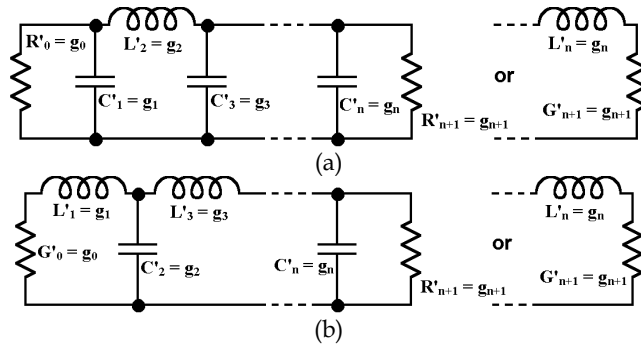 R'0 = g0
L'2 = g2
L'n = gn
C'1 = g1
C'3 = g3
C'n = gn
or
G'n+1 = gn+1
R'n+1 = gn+1
(a)
L'1 = g1
L'3 = g3
L'n = gn
G'0 = g0
C'2 = g2
C'n = gn
or
G'n+1 = gn+1
R'n+1 = gn+1
(b)